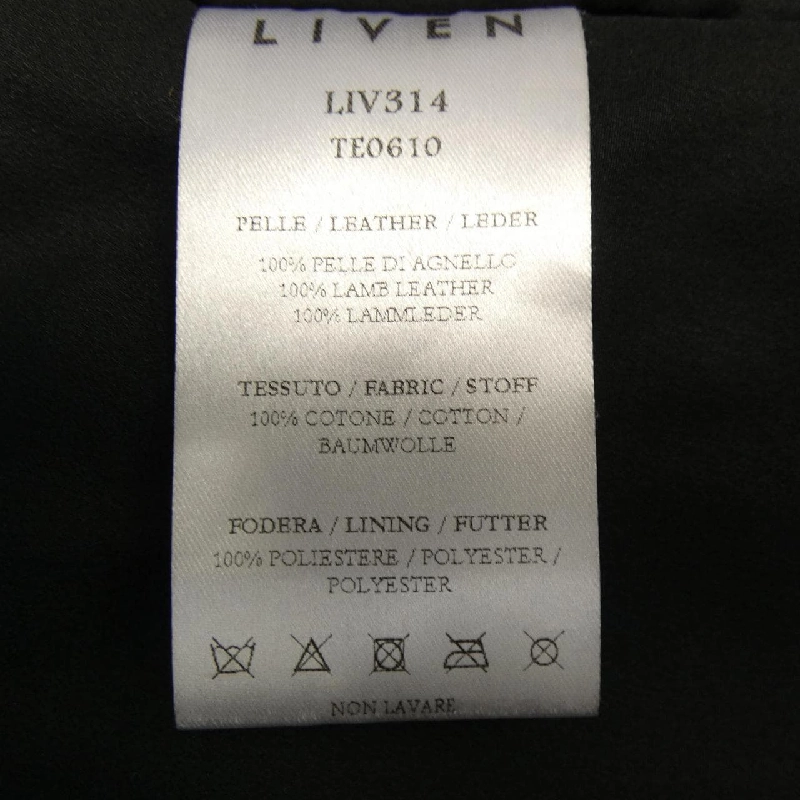 LIVEN
LIV314
TE0610
PELLE / LEATHER / LEDER
100% PELLE DI AGNELLO
100% LAMB LEATHER
100% LAMMLEDER
TESSUTO / FABRIC / STOFF
100% COTONE / COTTON /
BAUMWOLLE
FODERA / LINING / FUTTER
100% POLIESTERE / POLYESTER /
POLYESTER
NON LAVARE